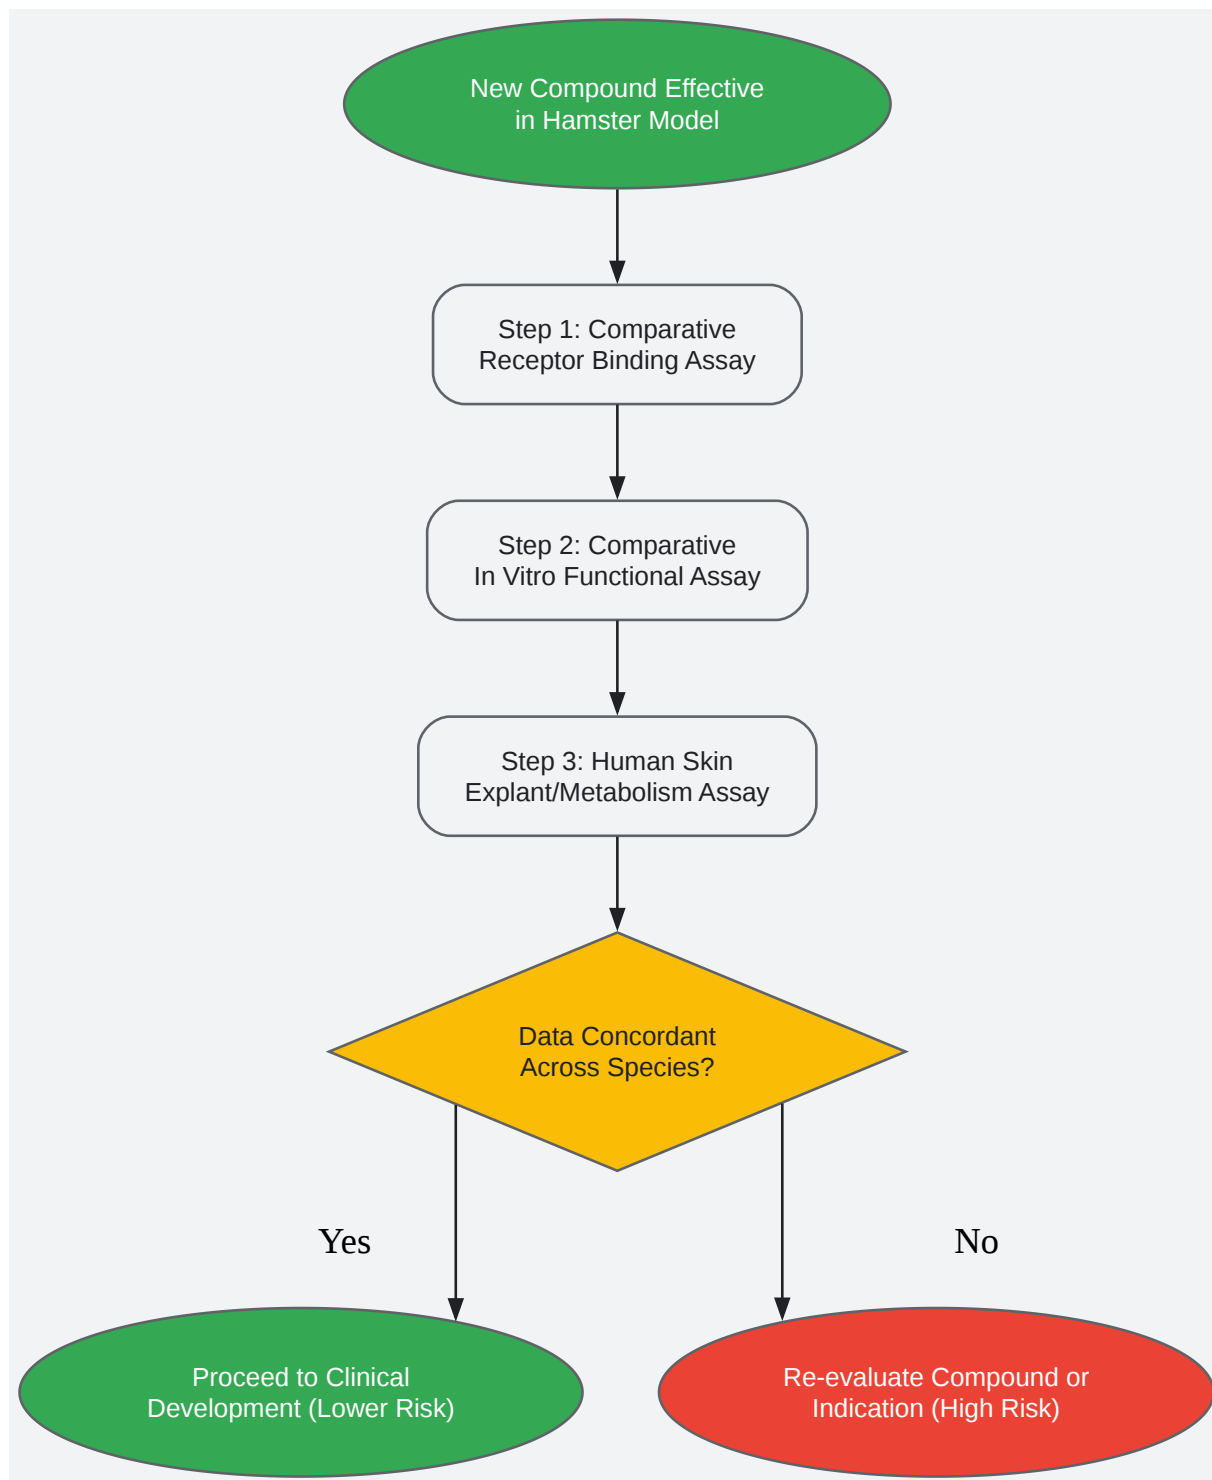 New Compound Effective
in Hamster Model
Step 1: Comparative
Receptor Binding Assay
Step 2: Comparative
In Vitro Functional Assay
Step 3: Human Skin
Explant/Metabolism Assay
Data Concordant
Across Species?
Yes
No
Proceed to Clinical
Development (Lower Risk)
Re-evaluate Compound or
Indication (High Risk)